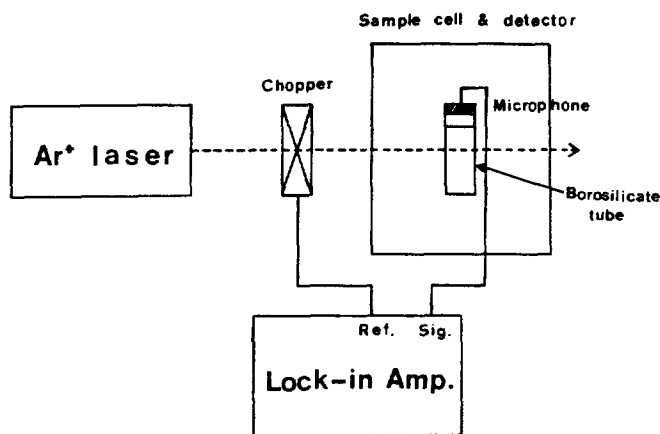 Sample cell & detector
Chopper
Microphone
Ar⁺ laser
Borosilicate
tube
Ref. Sig.
Lock-in Amp.